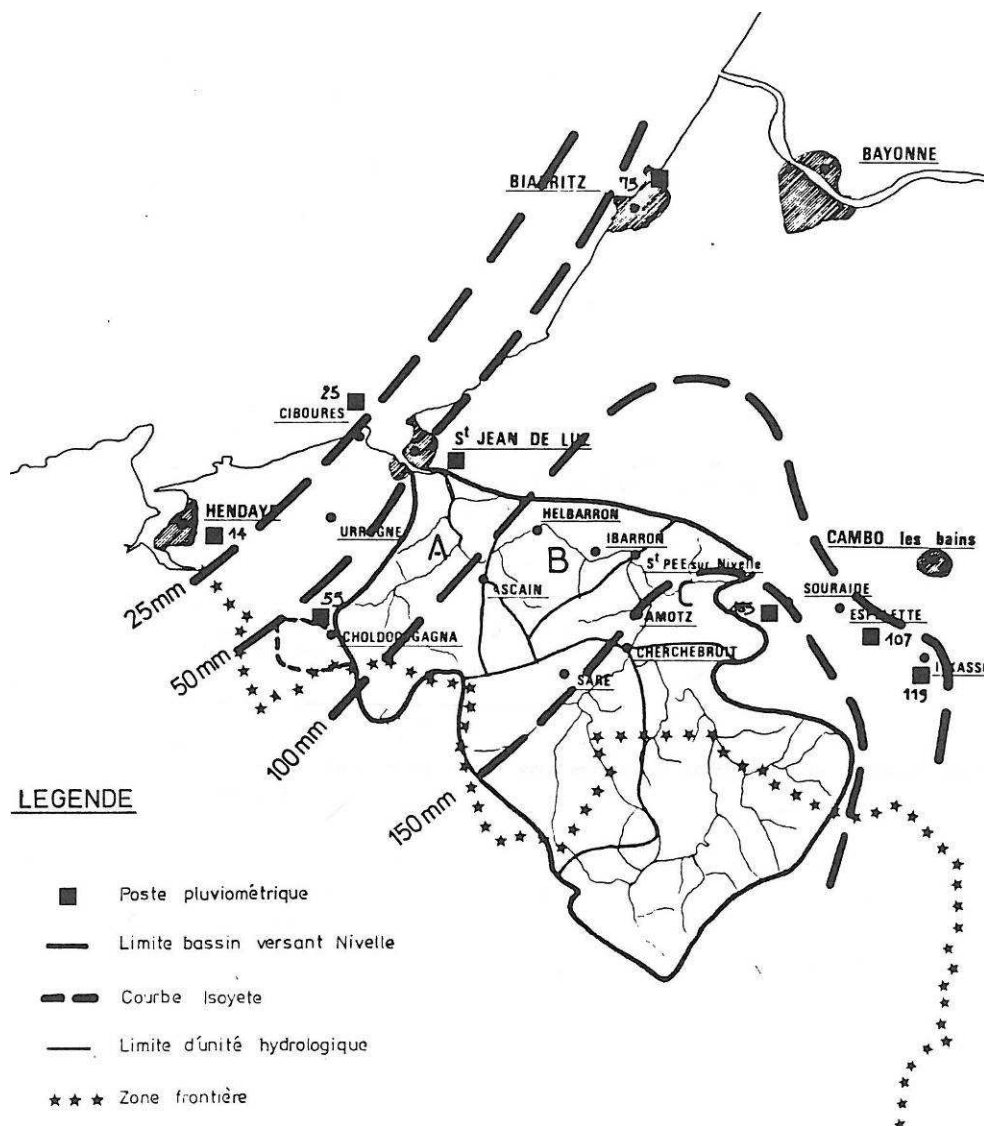 BAYONNE
BIARRITZ
75
25
CIBOURES
St JEAN DE LUZ
HENDAYE
14
URRUGNE
HELBARRON
A
B
IBARRON
CAMBO les bains
St PEE sur Nivelle
ASCAIN
C
SOURAIDE
25mm
55
AMOTZ
ESPELETTE
107
CHOLDOCOGAGNA
CHERCHEBRUIT
50mm
SARE
119
100mm
LEGENDE
150mm
Poste pluviométrique
Limite bassin versant Nivelle
Courbe Isoyete
Limite d'unité hydrologique
Zone frontière